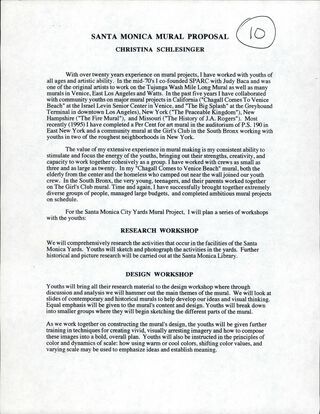 10
SANTA MONICA MURAL PROPOSAL
CHRISTINA SCHLESINGER
With over twenty years experience on mural projects, I have worked with youths of
all ages and artistic ability. In the mid-70's I co-founded SPARC with Judy Baca and was
one of the original artists to work on the Tujunga Wash Mile Long Mural as well as many
murals in Venice, East Los Angeles and Watts. In the past five years I have collaborated
with community youths on major mural projects in California ("Chagall Comes To Venice
Beach" at the Israel Levin Senior Center in Venice, and "The Big Splash" at the Greyhound
Terminal in downtown Los Angeles), New York ("The Peaceable Kingdom"), New
Hampshire ("The Fire Mural"), and Missouri ("The History of J.A. Rogers"). Most
recently (1995) I have completed a Per Cent for art mural in the auditorium of P.S. 190 in
East New York and a community mural at the Girl's Club in the South Bronx working with
youths in two of the roughest neighborhoods in New York.
The value of my extensive experience in mural making is my consistent ability to
stimulate and focus the energy of the youths, bringing out their strengths, creativity, and
capacity to work together cohesively as a group. I have worked with crews as small as
three and as large as twenty. In my "Chagall Comes to Venice Beach" mural, both the
elderly from the center and the homeless who camped out near the wall joined our youth
crew. In the South Bronx, the very young, teenagers, and their parents worked together
on The Girl's Club mural. Time and again, I have successfully brought together extremely
diverse groups of people, managed large budgets, and completed ambitious mural projects
on schedule.
For the Santa Monica City Yards Mural Project, I will plan a series of workshops
with the youths:
RESEARCH WORKSHOP
We will comprehensively research the activities that occur in the facilities of the Santa
Monica Yards. Youths will sketch and photograph the activities in the yards. Further
historical and picture research will be carried out at the Santa Monica Library.
DESIGN WORKSHOP
Youths will bring all their research material to the design workshop where through
discussion and analysis we will hammer out the main themes of the mural. We will look at
slides of contemporary and historical murals to help develop our ideas and visual thinking.
Equal emphasis will be given to the mural's content and design. Youths will break down
into smaller groups where they will begin sketching the different parts of the mural.
As we work together on constructing the mural's design, the youths will be given further
training in techniques for creating vivid, visually arresting imagery and how to compose
these images into a bold, overall plan. Youths will also be instructed in the principles of
color and dynamics of scale: how using warm or cool colors, shifting color values, and
varying scale may be used to emphasize ideas and establish meaning.